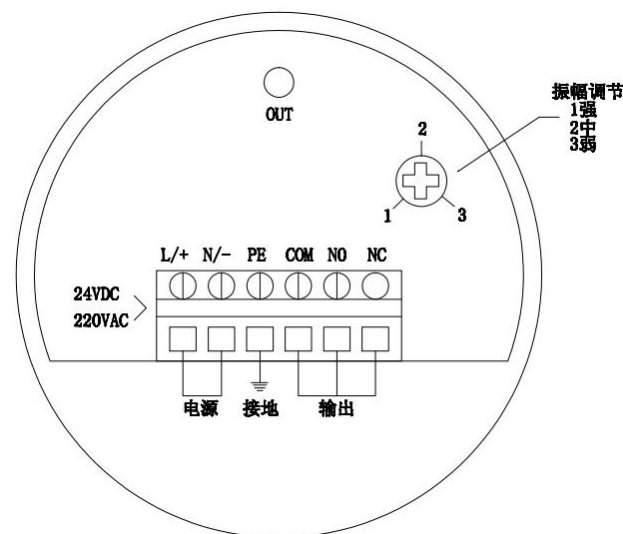 OUT
振幅调节
1强
2中
3弱
2
1
3
L/+ N/- PE COM NO NC
24VDC
220VAC
电源 接地 输出